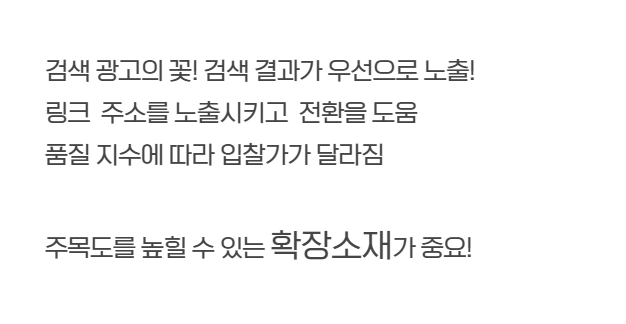 검색 광고의 꽃! 검색 결과가 우선으로 노출!
링크 주소를 노출시키고 전환을 도움
품질 지수에 따라 입찰가가 달라짐
주목도를 높힐 수 있는 확장소재가 중요!